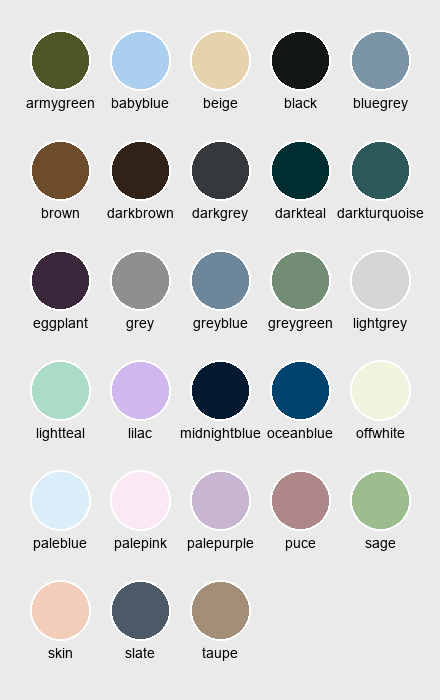 armygreen babyblue beige black bluegrey
brown darkbrown darkgrey darkteal darkturquoise
eggplant grey greyblue greygreen lightgrey
lightteal lilac midnightblue oceanblue offwhite
paleblue palepink palepurple puce sage
skin slate taupe